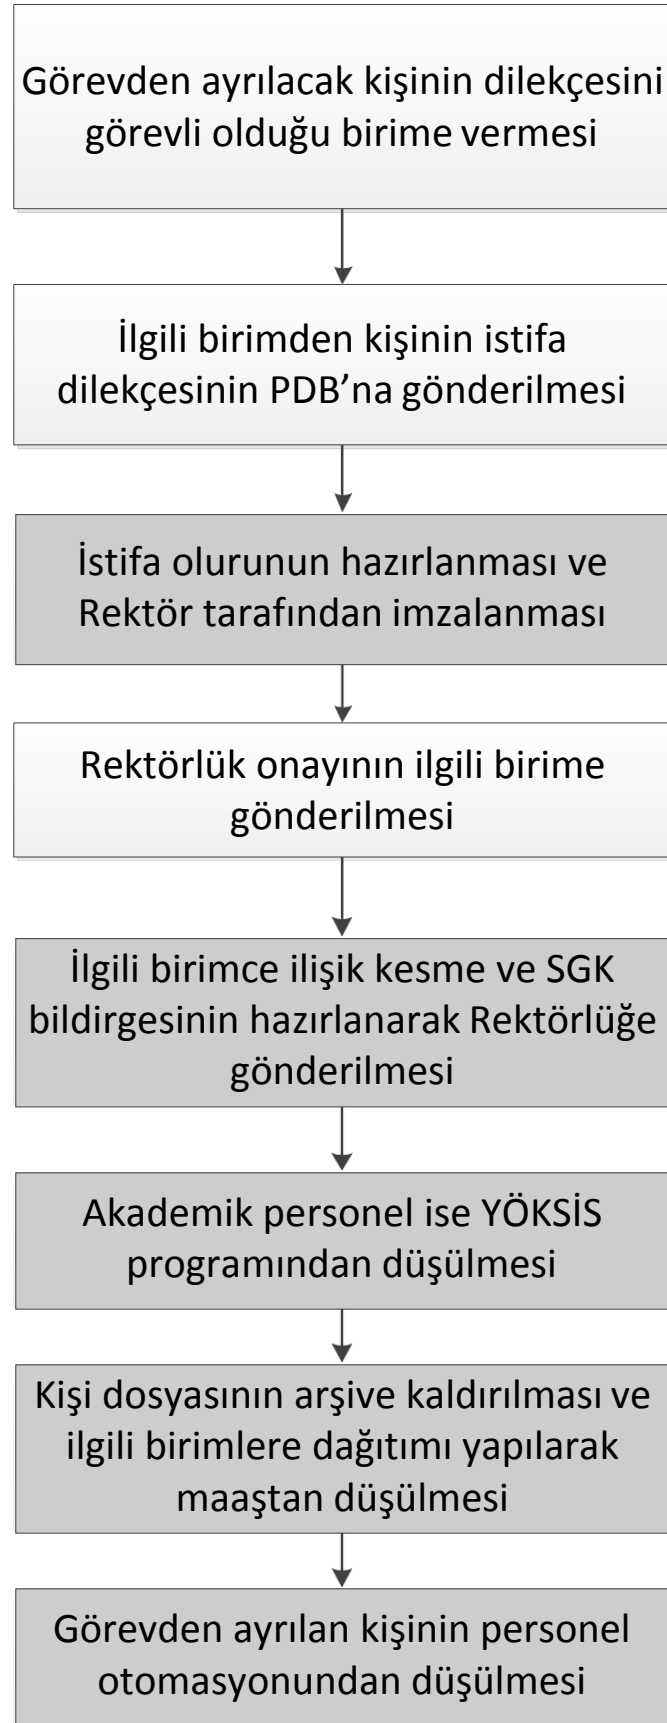 Görevden ayrılacak kişinin dilekçesini
görevli olduğu birime vermesi
İlgili birimden kişinin istifa
dilekçesinin PDB’na gönderilmesi
İstifa olurunun hazırlanması ve
Rektör tarafından imzalanması
Rektörlük onayının ilgili birime
gönderilmesi
İlgili birimce ilişik kesme ve SGK
bildirgesinin hazırlanarak Rektörlüğe
gönderilmesi
Akademik personel ise YÖKSİS
programından düşülmesi
Kişi dosyasının arşive kaldırılması ve
ilgili birimlere dağıtımı yapılarak
maaştan düşülmesi
Görevden ayrılan kişinin personel
otomasyonundan düşülmesi